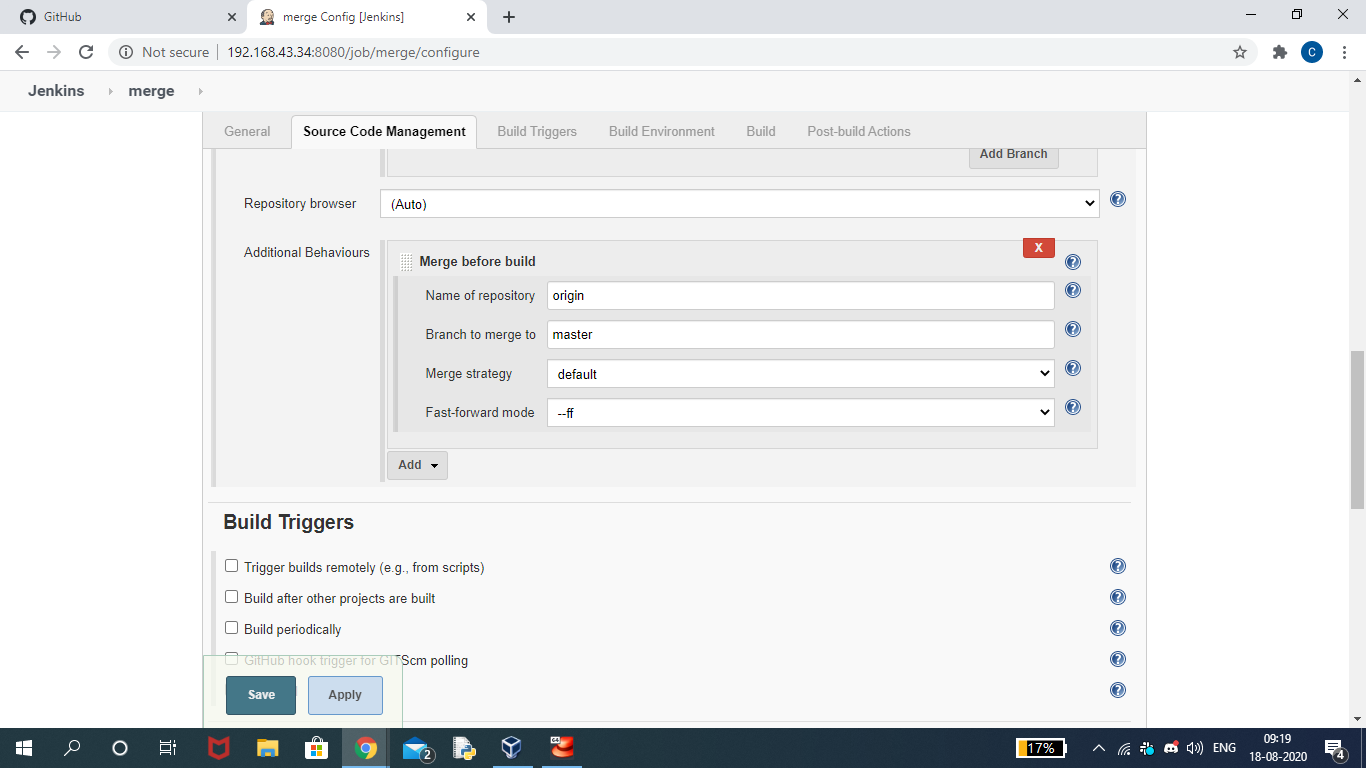 GitHub
merge Config [Jenkins]
Not secure 192.168.43.34:8080/job/merge/configure
C
Jenkins merge
General Source Code Management Build Triggers Build Environment Build Post-build Actions
Add Branch
Repository browser (Auto)
Additional Behaviours
X
Merge before build
Name of repository origin
Branch to merge to master
Merge strategy default
Fast-forward mode --ff
Add
Build Triggers
Trigger builds remotely (e.g., from scripts)
Build after other projects are built
Build periodically
GitHub hook trigger for GITScm polling
Save Apply
2
64
17%
ENG
09:19
18-08-2020
4